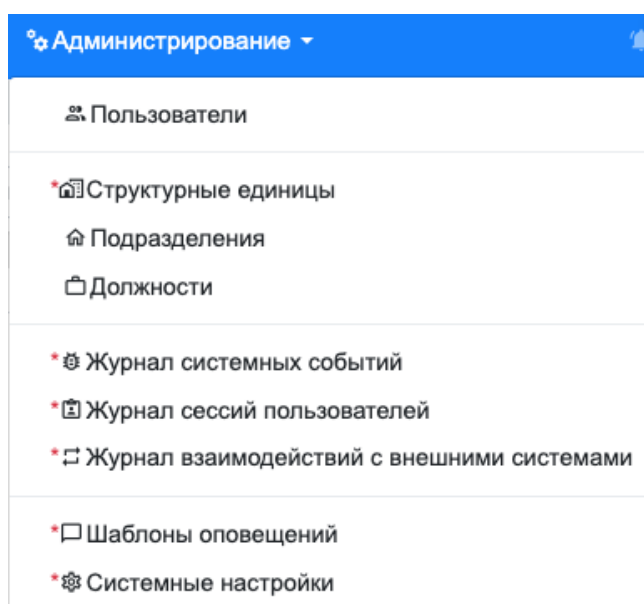 Администрирование
Пользователи
*Структурные единицы
Подразделения
Должности
*Журнал системных событий
*Журнал сессий пользователей
*Журнал взаимодействий с внешними системами
*Шаблоны оповещений
*Системные настройки